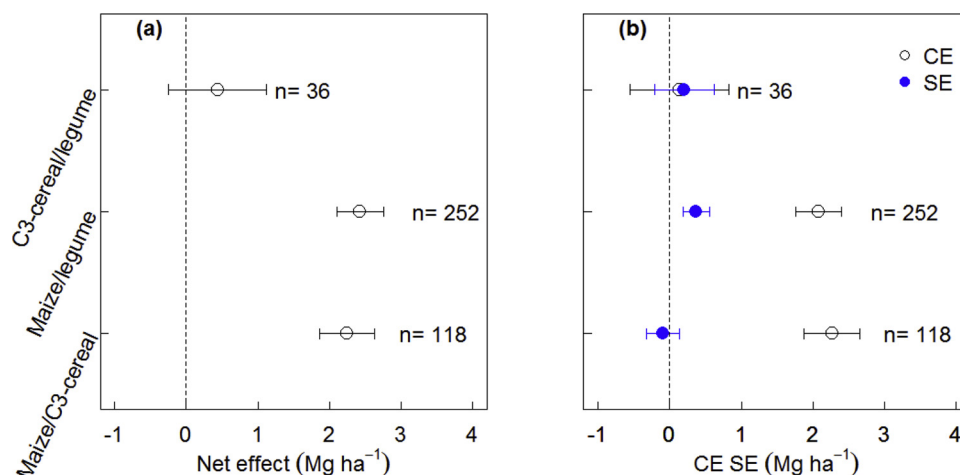 (a)
C3-cereal/legume
n= 36
Maize/legume
n= 252
Maize/C3-cereal
n= 118
-1 0 1 2 3 4
Net effect (Mg ha⁻¹)
(b)
CE
SE
n= 36
n= 252
n= 118
-1 0 1 2 3 4
CE SE (Mg ha⁻¹)